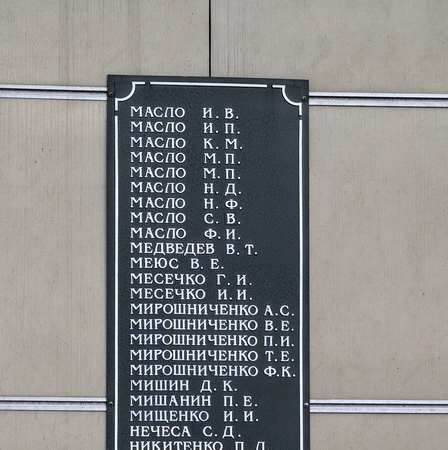 МАСЛО И. В.
МАСЛО И. П.
МАСЛО К. М.
МАСЛО М. П.
МАСЛО М. П.
МАСЛО Н. Д.
МАСЛО Н. Ф.
МАСЛО С. В.
МАСЛО Ф. И.
МЕДВЕДЕВ В. Т.
МЕЮС В. Е.
МЕСЕЧКО Г. И.
МЕСЕЧКО И. И.
МИРОШНИЧЕНКО А.С.
МИРОШНИЧЕНКО В.Е.
МИРОШНИЧЕНКО П.И.
МИРОШНИЧЕНКО Т.Е.
МИРОШНИЧЕНКО Ф.К.
МИШИН Д. К.
МИШАНИН П. Е.
МИЩЕНКО И. И.
НЕЧЕСА С. Д.
НИКИТЕНКО